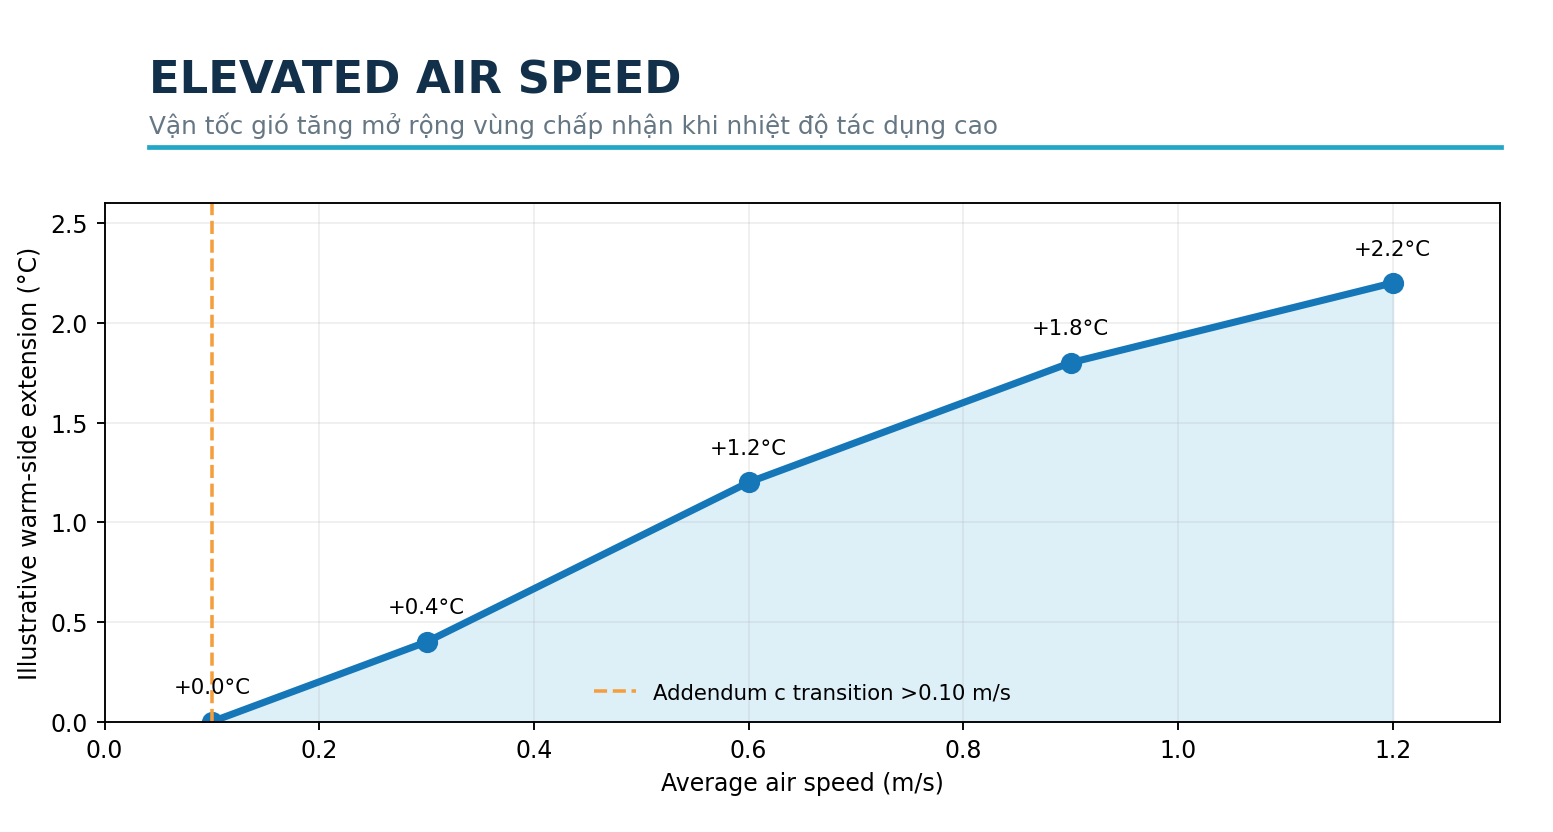 ELEVATED AIR SPEED
Vận tốc gió tăng mở rộng vùng chấp nhận khi nhiệt độ tác dụng cao
Illustrative warm-side extension (°C)
2.5
2.0
1.5
1.0
0.5
0.0
+0.0°C
+0.4°C
+1.2°C
+1.8°C
+2.2°C
Addendum c transition >0.10 m/s
0.0 0.2 0.4 0.6 0.8 1.0 1.2
Average air speed (m/s)